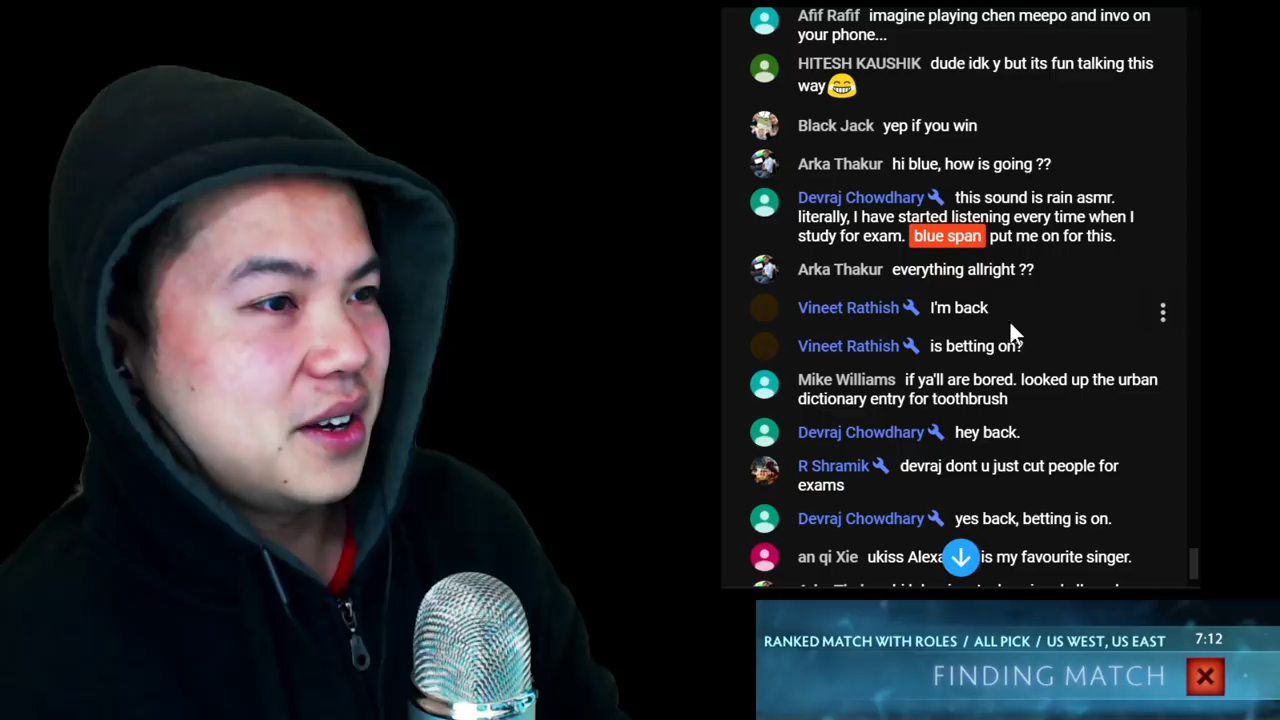 Afif Rafif imagine playing chen meepo and invo on
your phone...
HITESH KAUSHIK dude idk y but its fun talking this
way
Black Jack yep if you win
Arka Thakur hi blue, how is going ??
Devraj Chowdhary this sound is rain asmr.
literally, I have started listening every time when I
study for exam. blue span put me on for this.
Arka Thakur everything allright ??
Vineet Rathish I'm back
Vineet Rathish is betting on?
Mike Williams if ya'll are bored. looked up the urban
dictionary entry for toothbrush
Devraj Chowdhary hey back.
R Shramik devraj dont u just cut people for
exams
Devraj Chowdhary yes back, betting is on.
an qi Xie ukiss is my favourite singer.
RANKED MATCH WITH ROLES / ALL PICK / US WEST, US EAST 7:12
FINDING MATCH